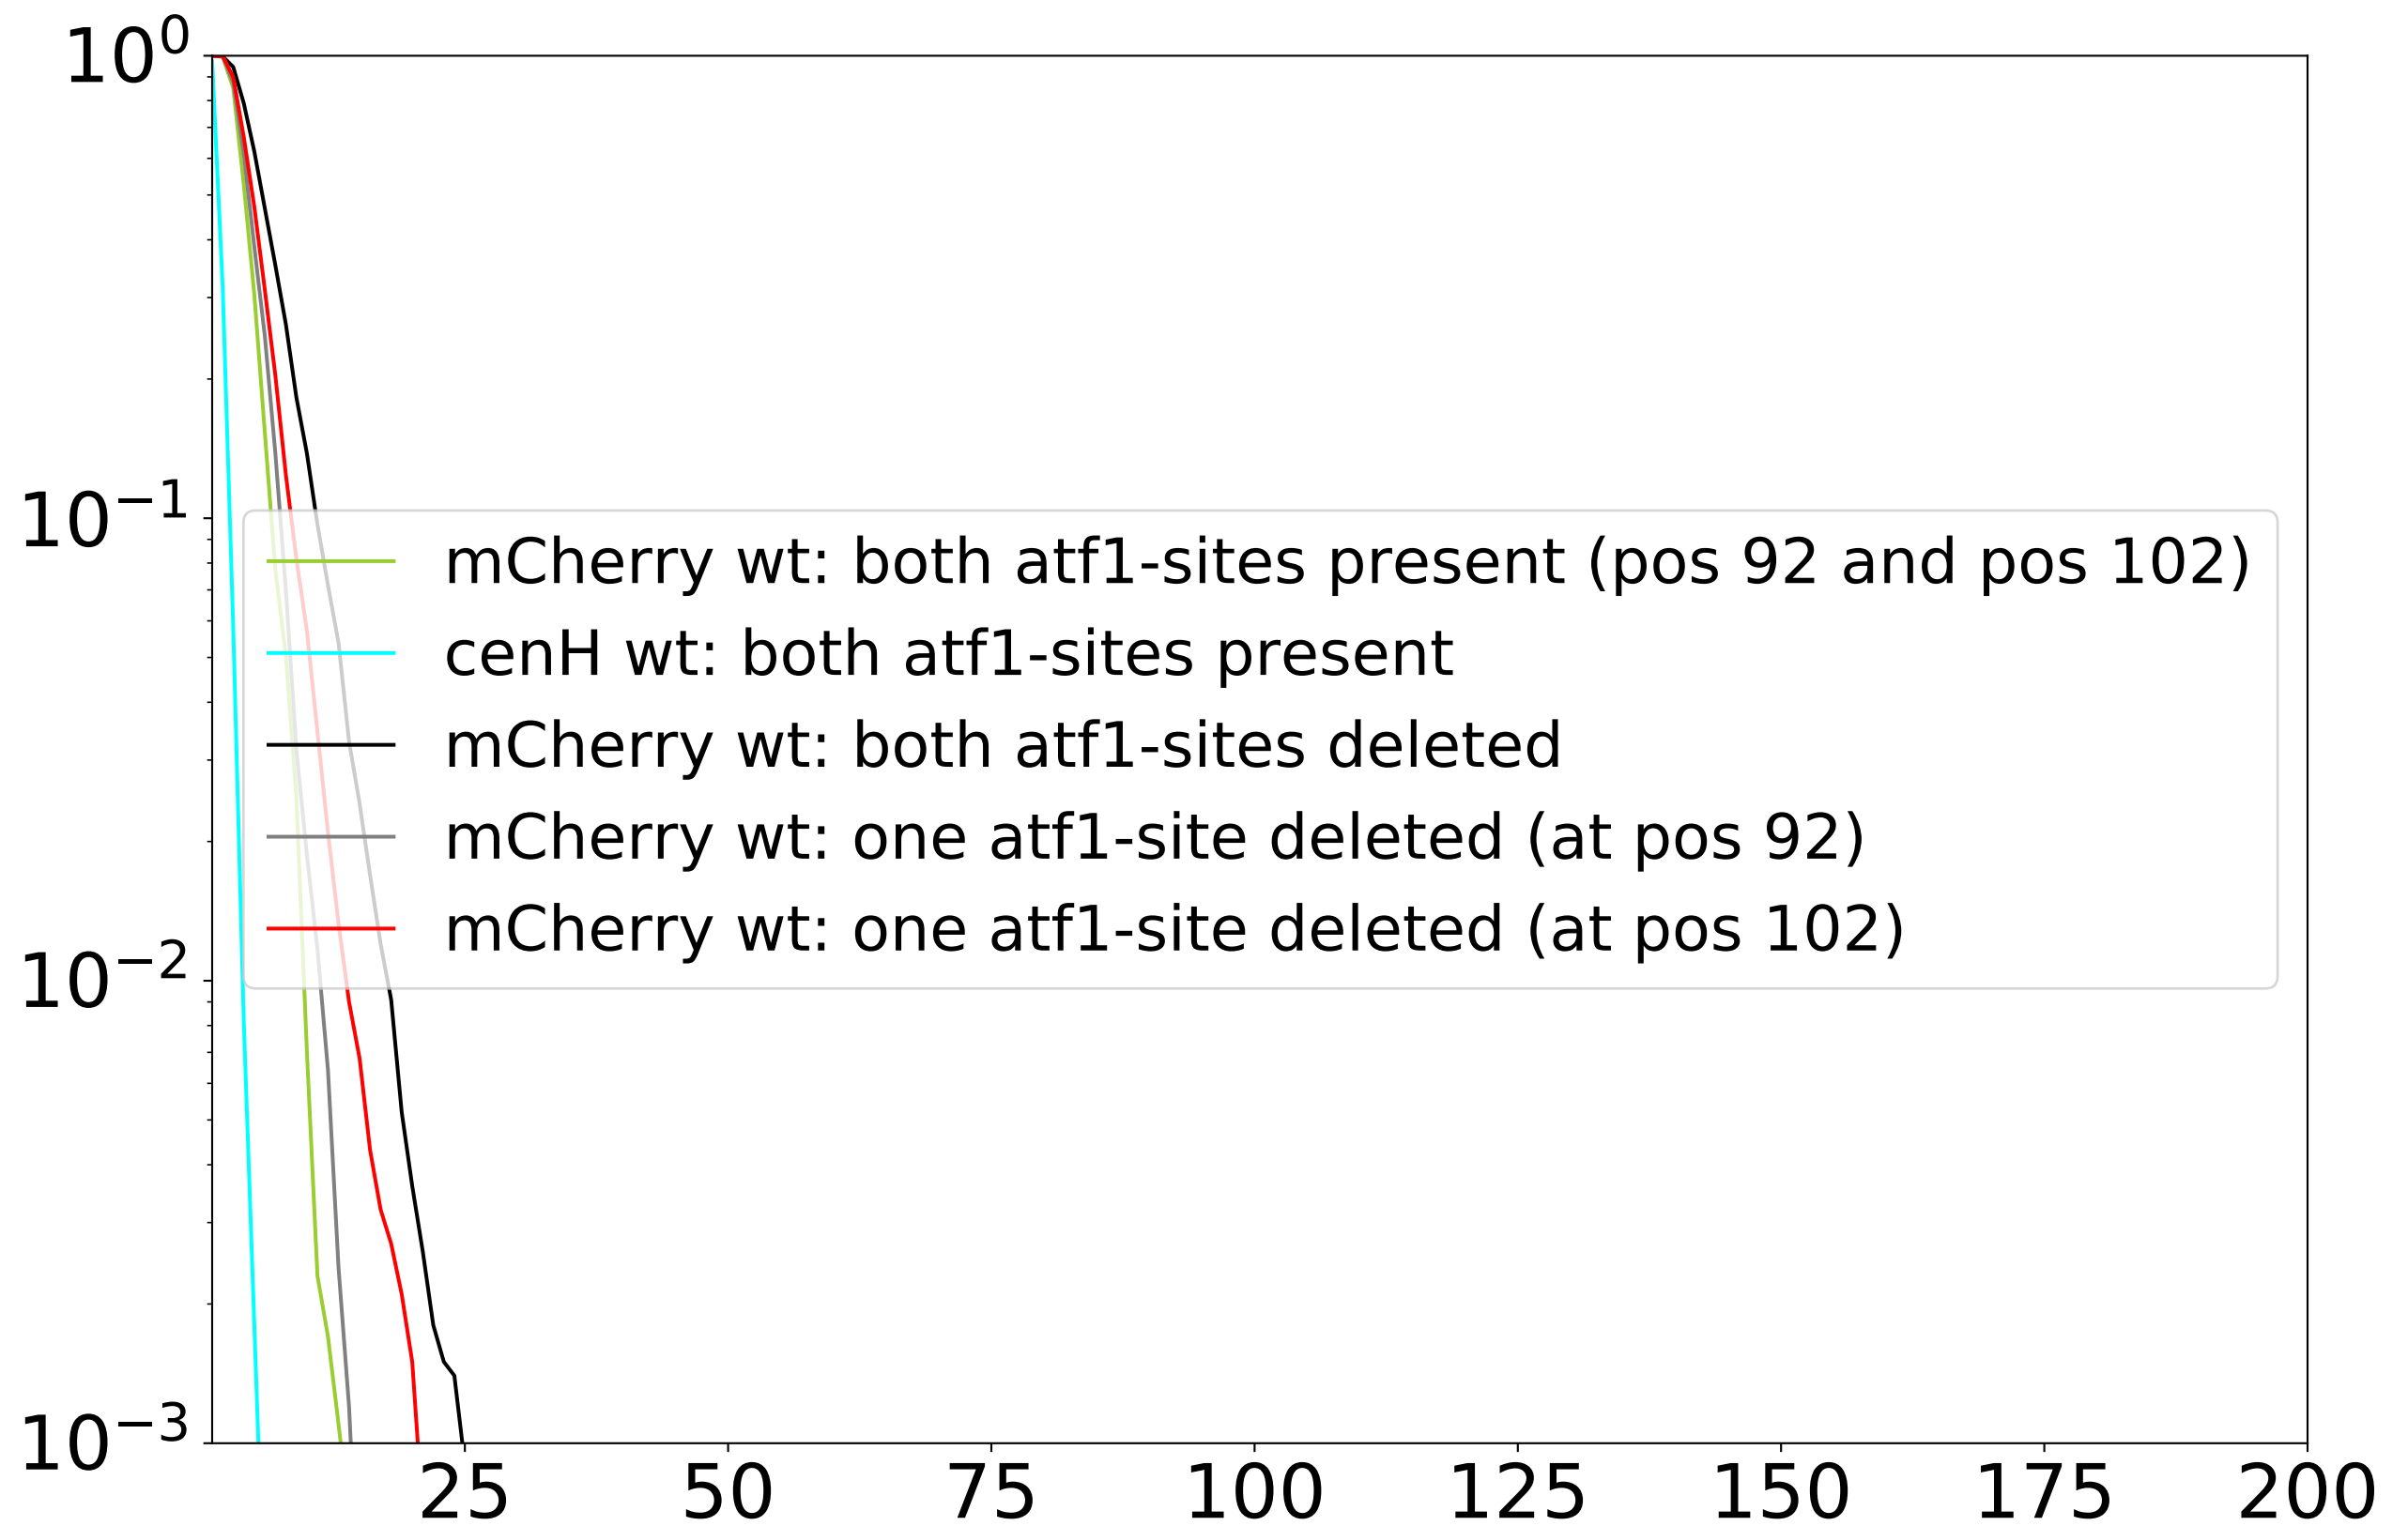 10⁰
10⁻¹
mCherry wt: both atf1-sites present (pos 92 and pos 102)
cenH wt: both atf1-sites present
mCherry wt: both atf1-sites deleted
mCherry wt: one atf1-site deleted (at pos 92)
mCherry wt: one atf1-site deleted (at pos 102)
10⁻²
10⁻³
25 50 75 100 125 150 175 200